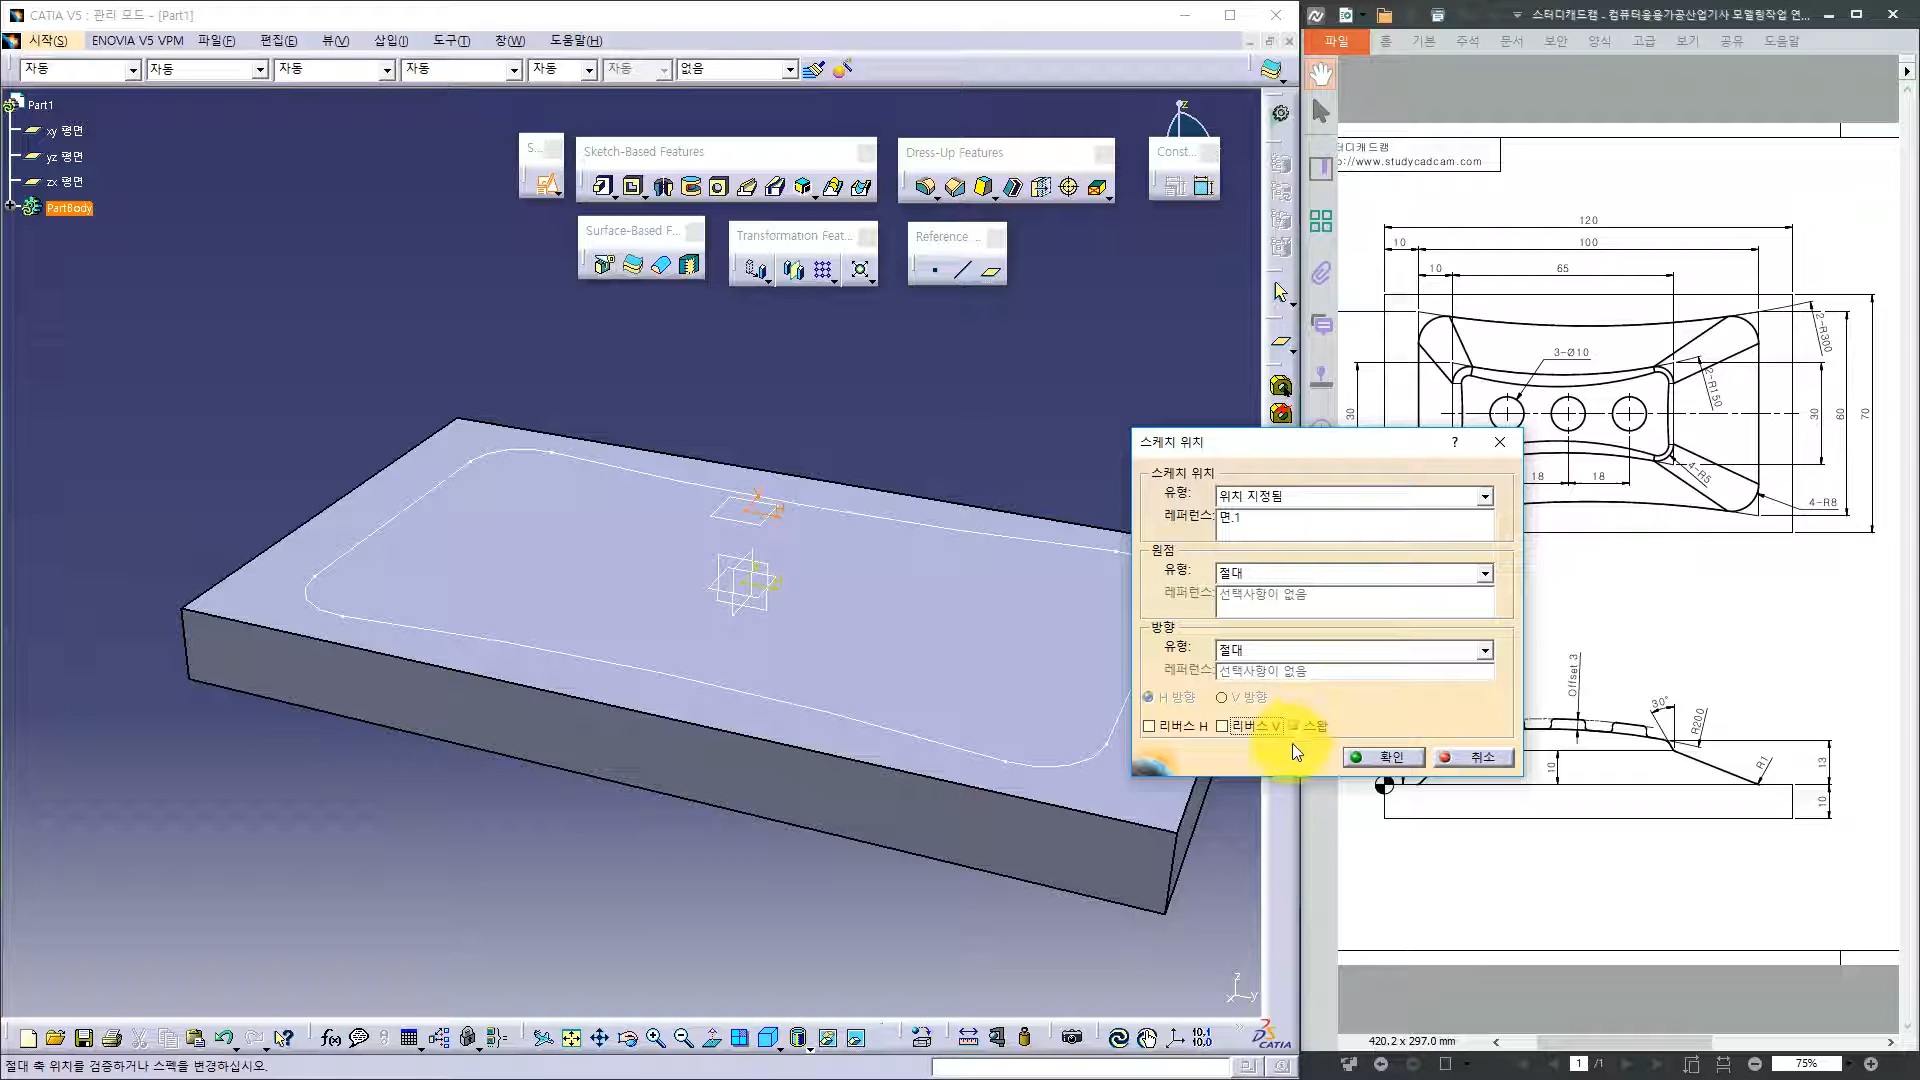 CATIA V5 : 관리 모드 - [Part1]
시작(S) ENOVIA V5 VPM 파일(F) 편집(E) 뷰(V) 삽입(I) 도구(T) 창(W) 도움말(H)
자동 자동 자동 자동 자동 자동 없음
Part1
xy 평면
yz 평면
zx 평면
PartBody
S...
Sketch-Based Features
Dress-Up Features
Const...
Surface-Based F...
Transformation Feat...
Reference ...
z
스케치 위치
?
스케치 위치
유형: 위치 지정됨
레퍼런스: 면.1
원점
유형: 절대
레퍼런스: 선택사항이 없음
방향
유형: 절대
레퍼런스: 선택사항이 없음
H 방향 V 방향
리버스 H 리버스 V 스왑
확인 취소
z
x y
CATIA
절대 축 위치를 검증하거나 스펙을 변경하십시오.
스터디캐드캠 - 컴퓨터응용가공산업기사 모델링작업 연...
파일 홈 기본 주석 문서 보안 양식 고급 보기 공유 도움말
터디캐드캠
://www.studycadcam.com
120
10 100
10 65
3-Ø10
2-R300
2-R150
30
30
60
70
18 18
4-R5
4-R8
Offset 3
30°
R200
R1
10
13
10
420.2 x 297.0 mm
1 /1
75%